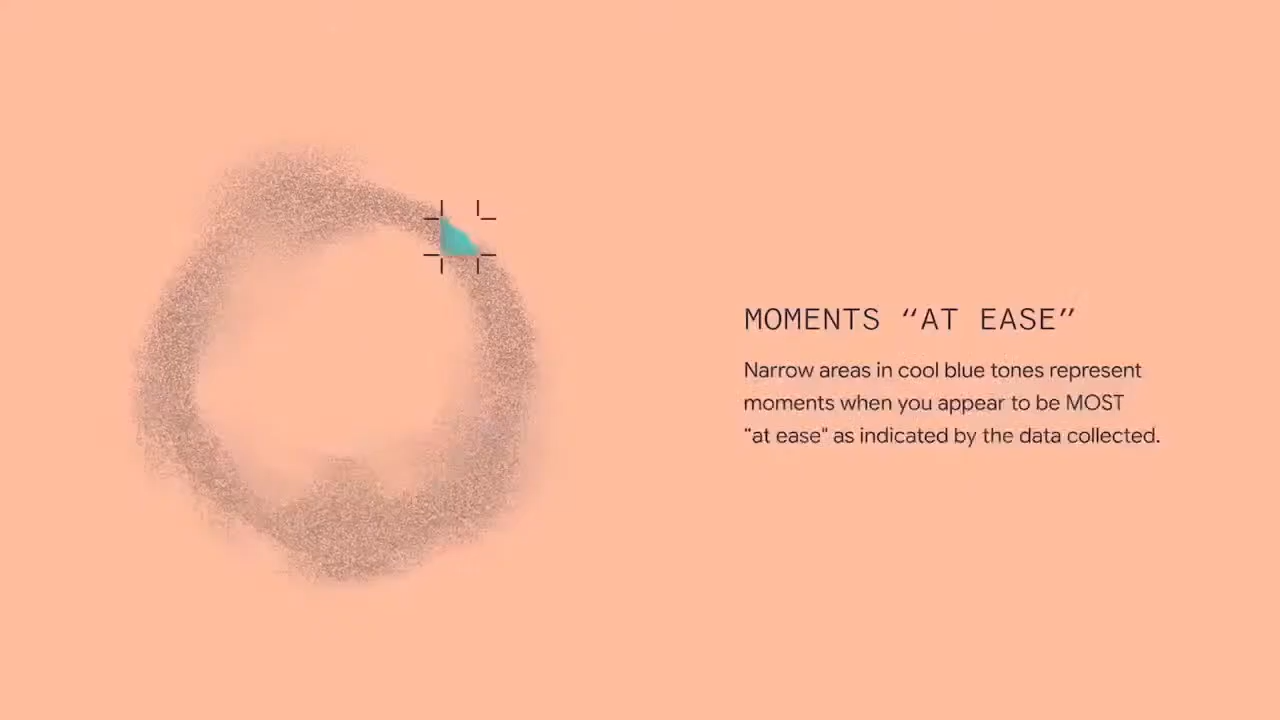 MOMENTS “AT EASE”
Narrow areas in cool blue tones represent
moments when you appear to be MOST
"at ease" as indicated by the data collected.